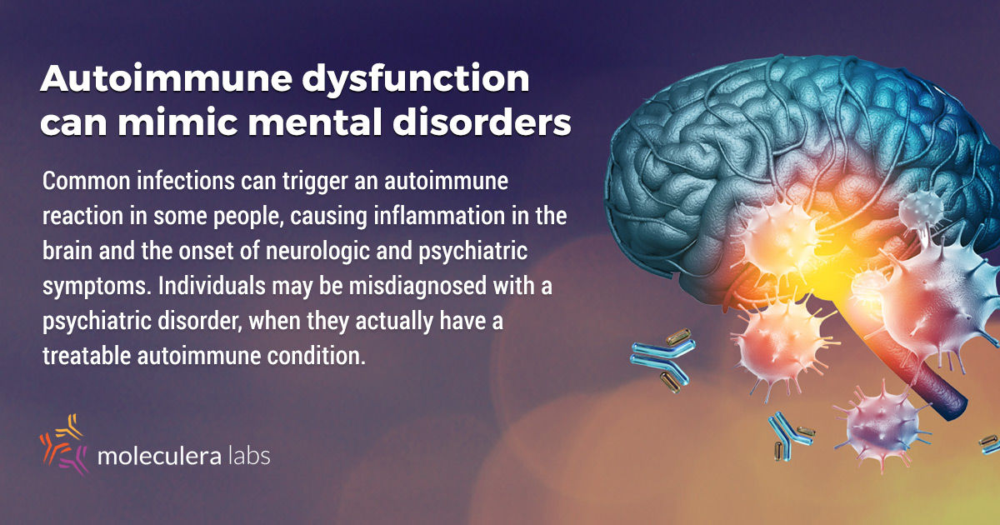 Autoimmune dysfunction
can mimic mental disorders
Common infections can trigger an autoimmune
reaction in some people, causing inflammation in the
brain and the onset of neurologic and psychiatric
symptoms. Individuals may be misdiagnosed with a
psychiatric disorder, when they actually have a
treatable autoimmune condition.
moleculera labs